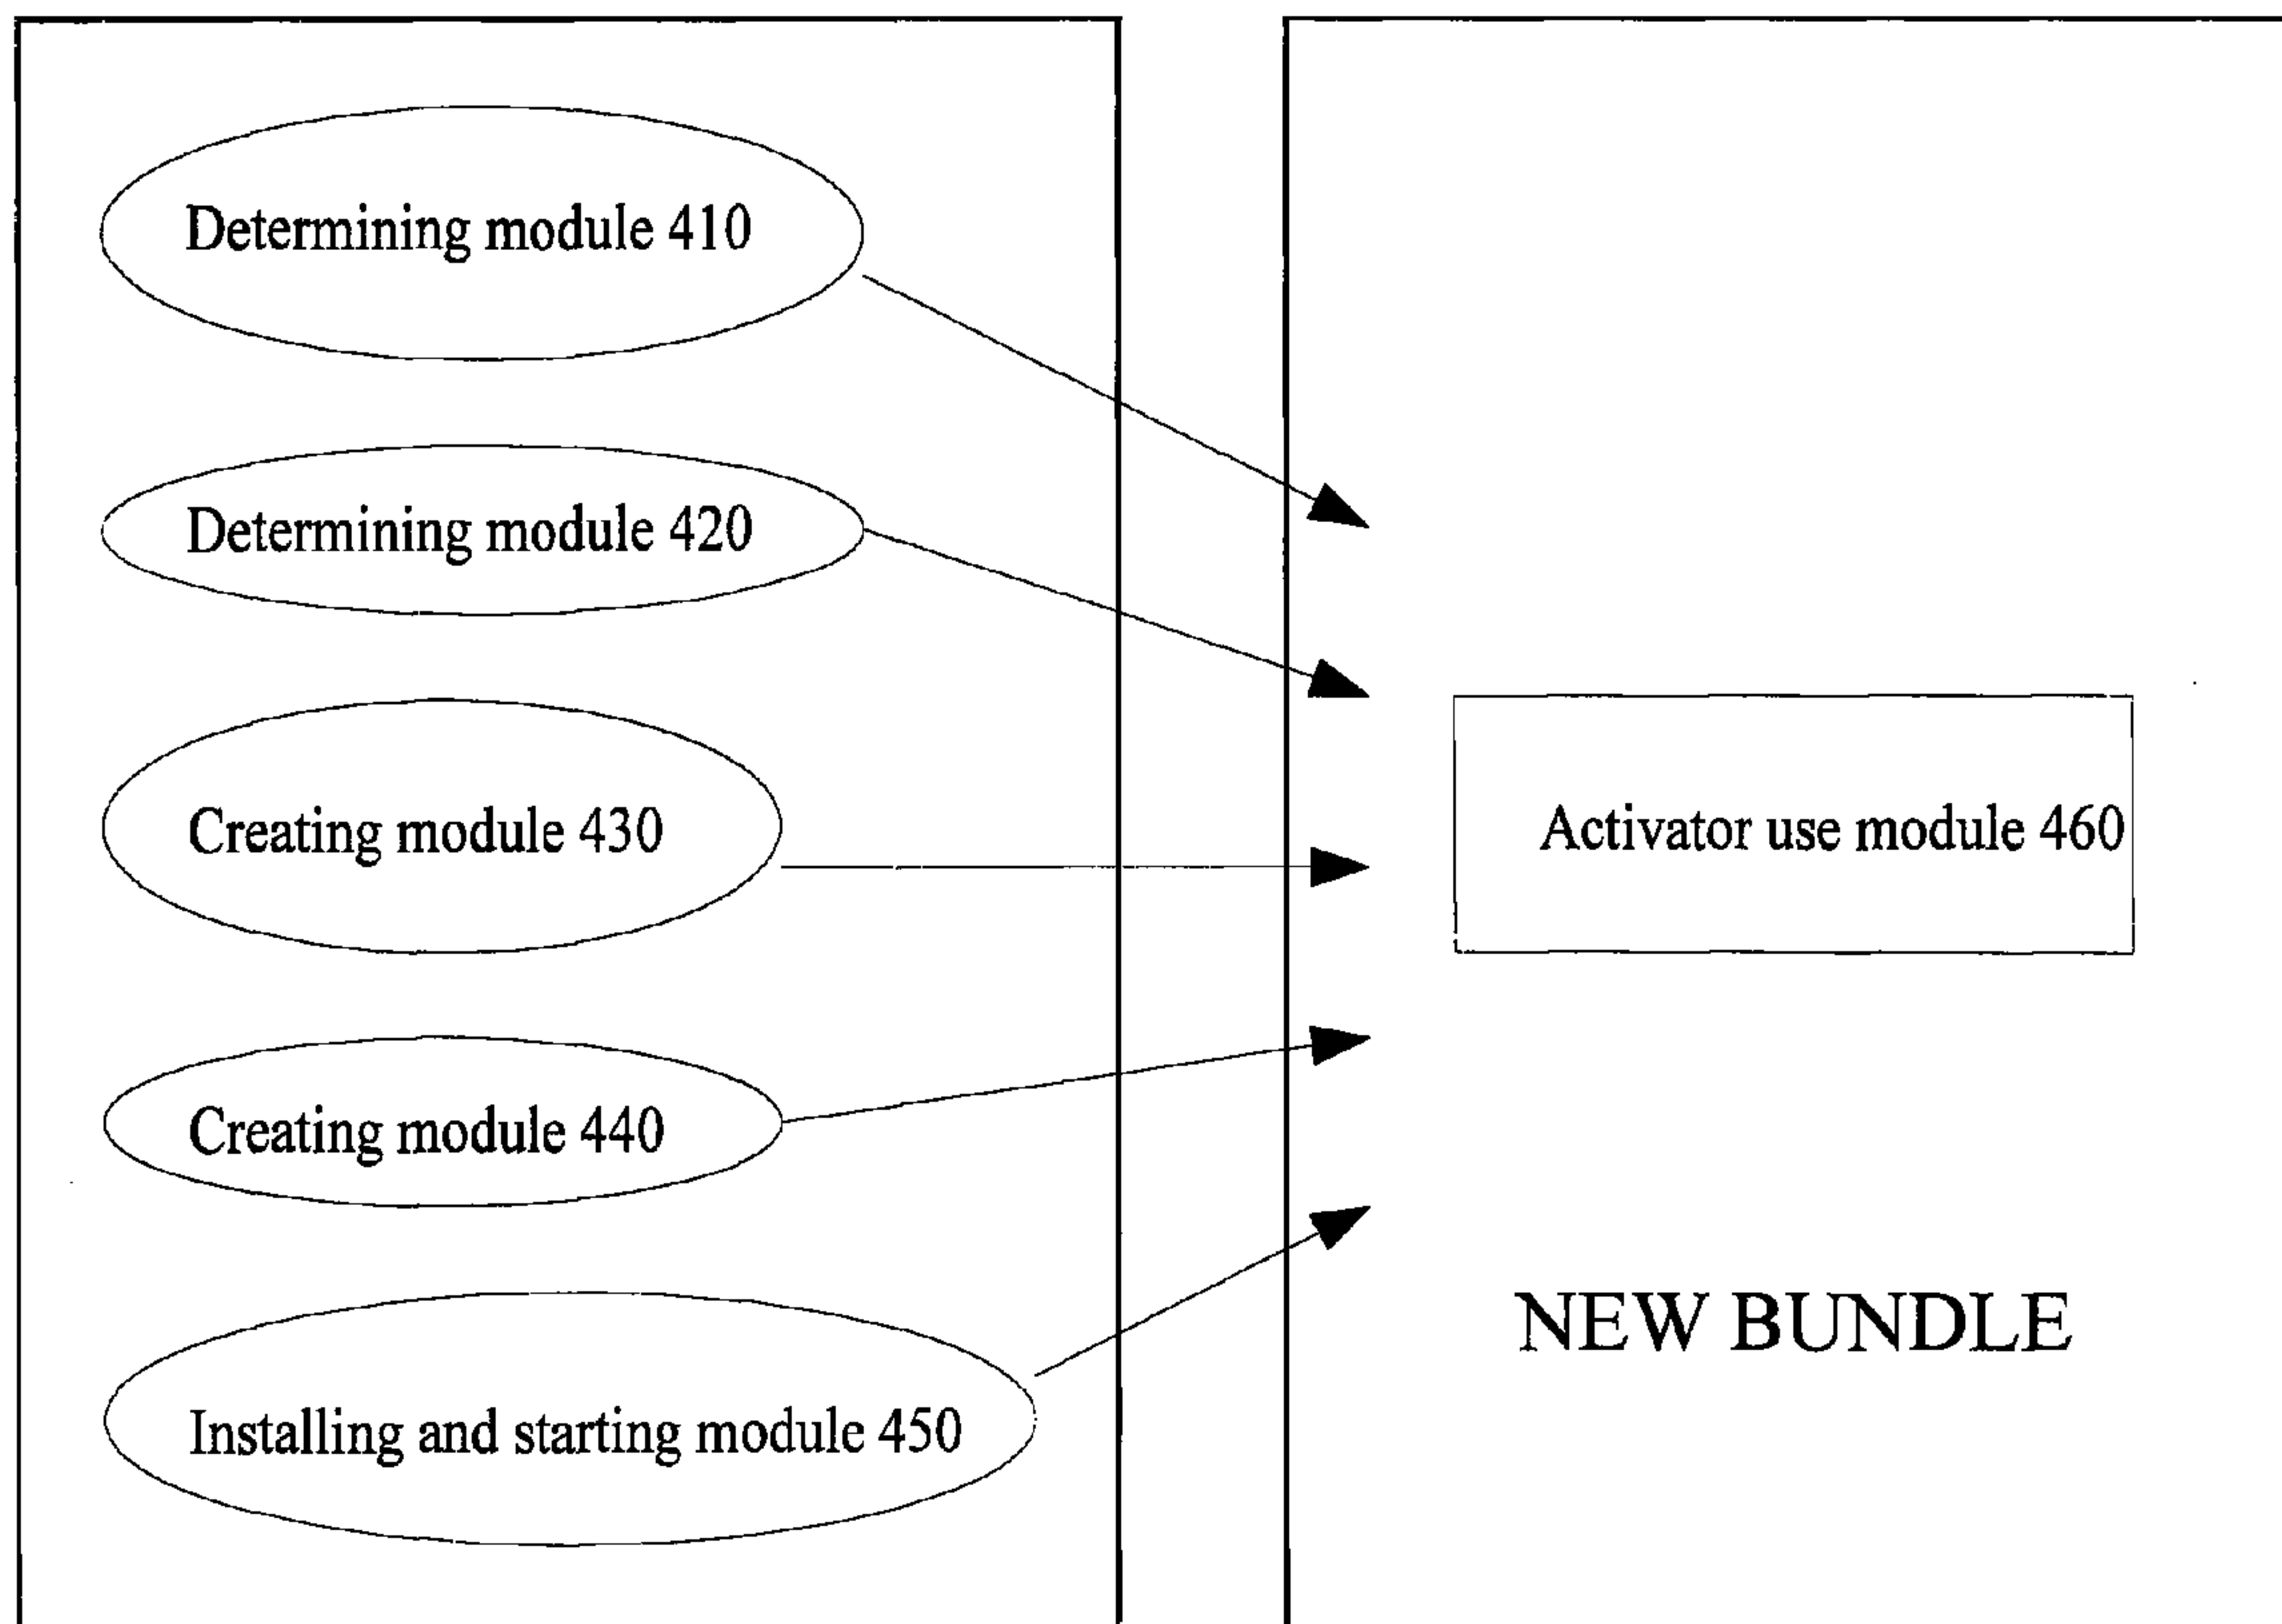 Determining module 410
Determining module 420
Creating module 430
Activator use module 460
Creating module 440
Installing and starting module 450
NEW BUNDLE